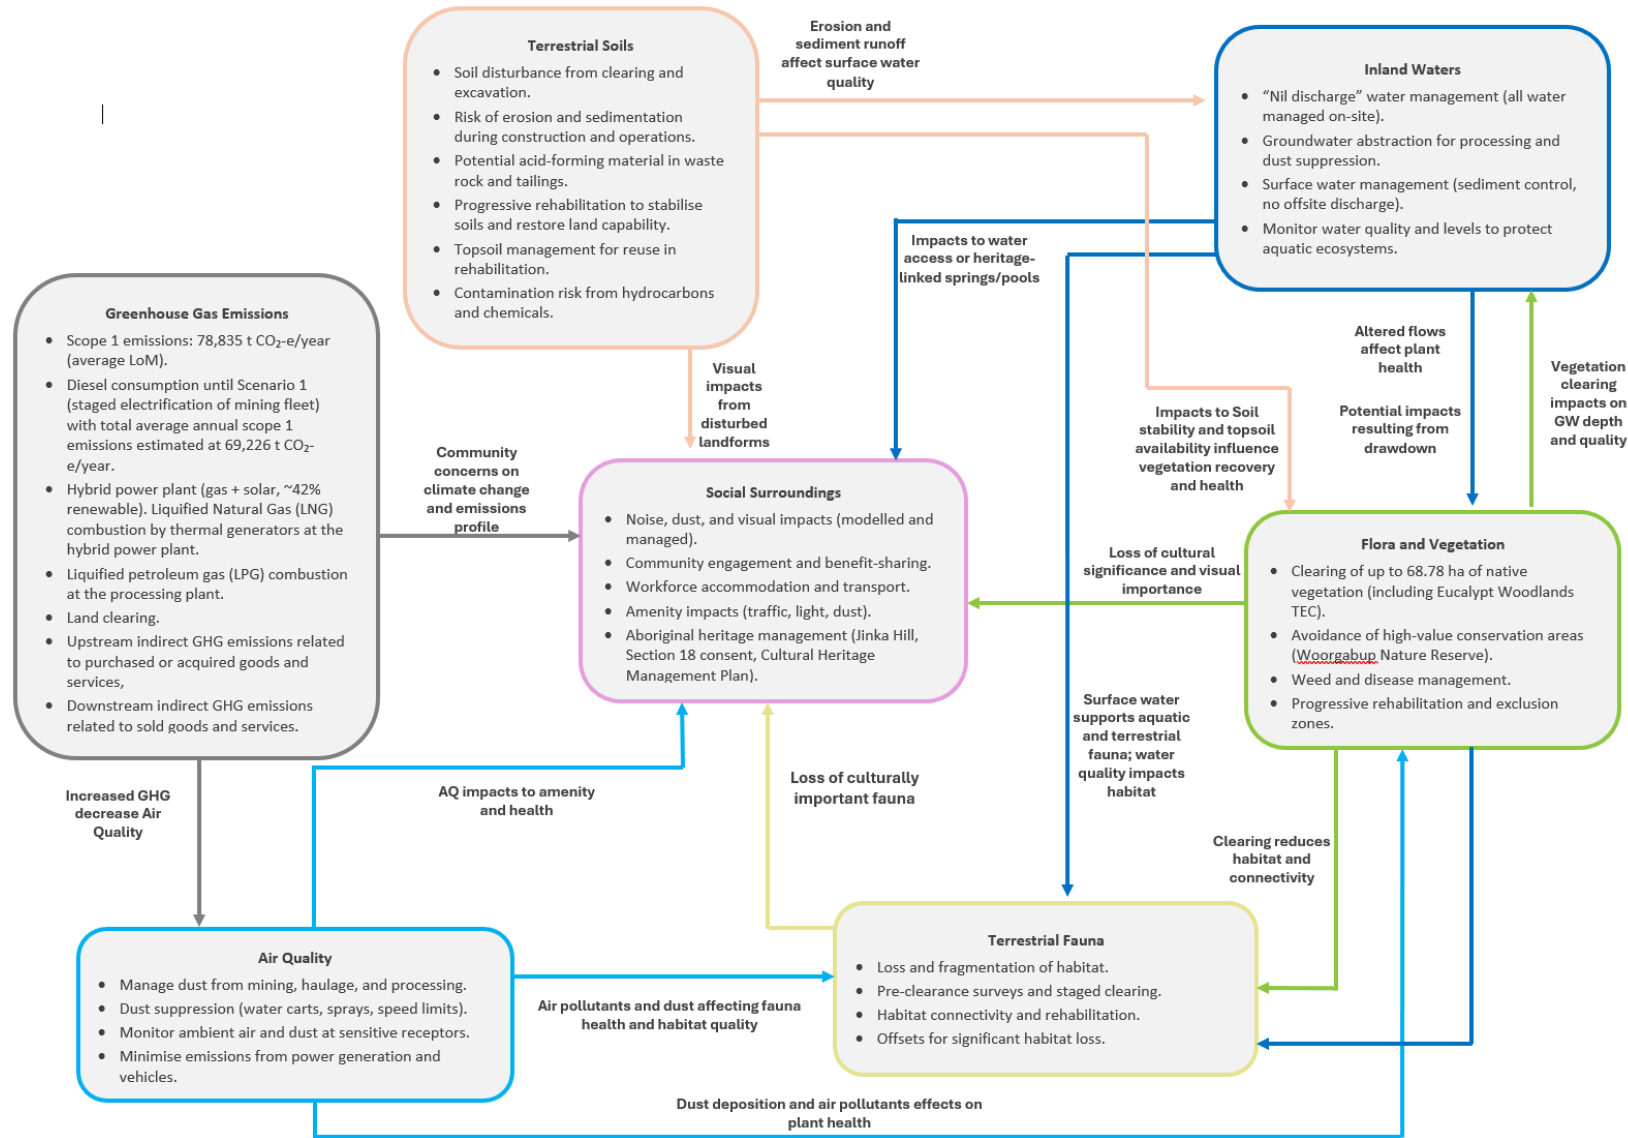 Terrestrial Soils
• Soil disturbance from clearing and
excavation.
• Risk of erosion and sedimentation
during construction and operations.
• Potential acid-forming material in waste
rock and tailings.
• Progressive rehabilitation to stabilise
soils and restore land capability.
• Topsoil management for reuse in
rehabilitation.
• Contamination risk from hydrocarbons
and chemicals.
Erosion and
sediment runoff
affect surface water
quality
Inland Waters
• “Nil discharge” water management (all water
managed on-site).
• Groundwater abstraction for processing and
dust suppression.
• Surface water management (sediment control,
no offsite discharge).
• Monitor water quality and levels to protect
aquatic ecosystems.
Impacts to water
access or heritage-
linked springs/pools
Greenhouse Gas Emissions
• Scope 1 emissions: 78,835 t CO₂-e/year
(average LoM).
• Diesel consumption until Scenario 1
(staged electrification of mining fleet)
with total average annual scope 1
emissions estimated at 69,226 t CO₂-
e/year.
• Hybrid power plant (gas + solar, ~42%
renewable). Liquified Natural Gas (LNG)
combustion by thermal generators at the
hybrid power plant.
• Liquified petroleum gas (LPG) combustion
at the processing plant.
• Land clearing.
• Upstream indirect GHG emissions related
to purchased or acquired goods and
services,
• Downstream indirect GHG emissions
related to sold goods and services.
Visual
impacts
from
disturbed
landforms
Altered flows
affect plant
health
Potential impacts
resulting from
drawdown
Vegetation
clearing
impacts on
GW depth
and quality
Impacts to Soil
stability and topsoil
availability influence
vegetation recovery
and health
Community
concerns on
climate change
and emissions
profile
Social Surroundings
• Noise, dust, and visual impacts (modelled and
managed).
• Community engagement and benefit-sharing.
• Workforce accommodation and transport.
• Amenity impacts (traffic, light, dust).
• Aboriginal heritage management (Jinka Hill,
Section 18 consent, Cultural Heritage
Management Plan).
Loss of cultural
significance and visual
importance
Flora and Vegetation
• Clearing of up to 68.78 ha of native
vegetation (including Eucalypt Woodlands
TEC).
• Avoidance of high-value conservation areas
(Woorgabup Nature Reserve).
• Weed and disease management.
• Progressive rehabilitation and exclusion
zones.
Surface water
supports aquatic
and terrestrial
fauna; water
quality impacts
habitat
Increased GHG
decrease Air
Quality
AQ impacts to amenity
and health
Loss of culturally
important fauna
Clearing reduces
habitat and
connectivity
Air Quality
• Manage dust from mining, haulage, and processing.
• Dust suppression (water carts, sprays, speed limits).
• Monitor ambient air and dust at sensitive receptors.
• Minimise emissions from power generation and
vehicles.
Air pollutants and dust affecting fauna
health and habitat quality
Terrestrial Fauna
• Loss and fragmentation of habitat.
• Pre-clearance surveys and staged clearing.
• Habitat connectivity and rehabilitation.
• Offsets for significant habitat loss.
Dust deposition and air pollutants effects on
plant health